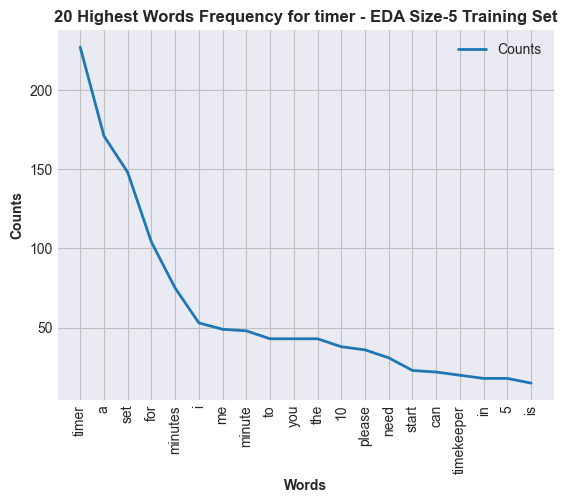 20 Highest Words Frequency for timer - EDA Size-5 Training Set
Counts
200
150
100
50
Counts
timer
a
set
for
minutes
i
me
minute
to
you
the
10
please
need
start
can
timekeeper
in
5
is
Words